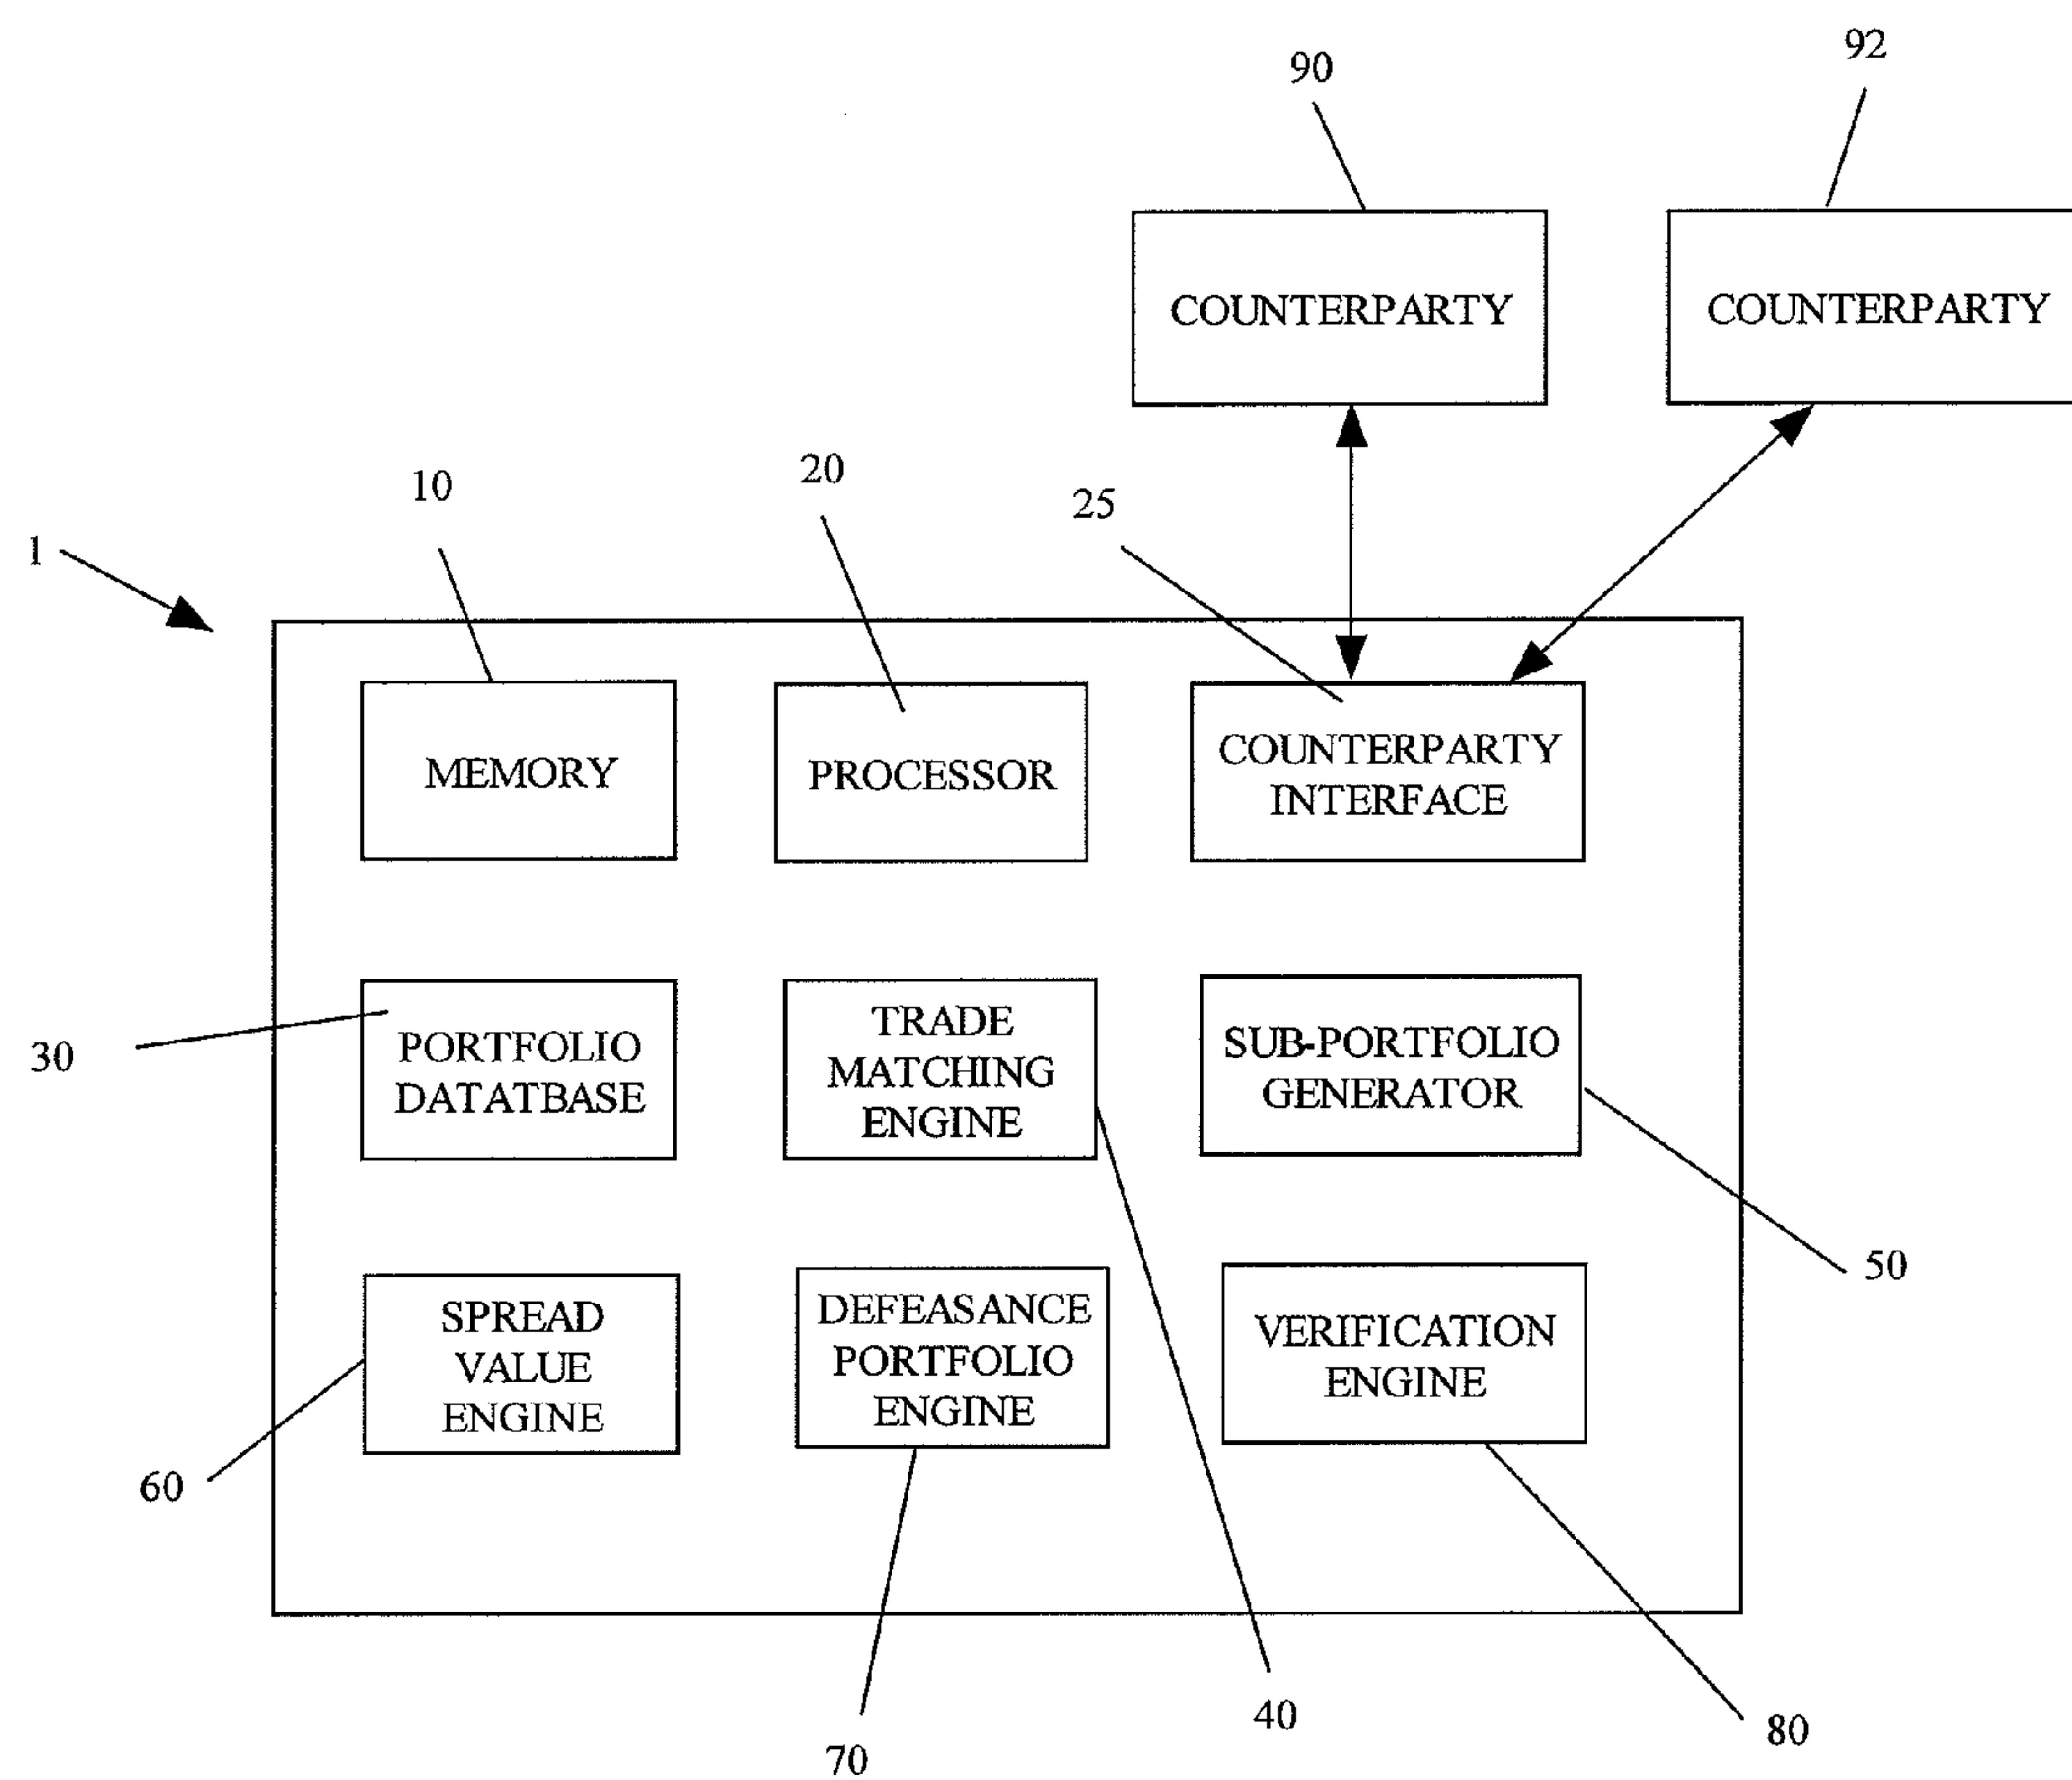 92
90
COUNTERPARTY
COUNTERPARTY
20
10
25
1
MEMORY
PROCESSOR
COUNTERPARTY
INTERFACE
30
PORTFOLIO
DATATBASE
TRADE
MATCHING
ENGINE
SUB-PORTFOLIO
GENERATOR
50
SPREAD
VALUE
ENGINE
DEFEASANCE
PORTFOLIO
ENGINE
VERIFICATION
ENGINE
60
40
80
70